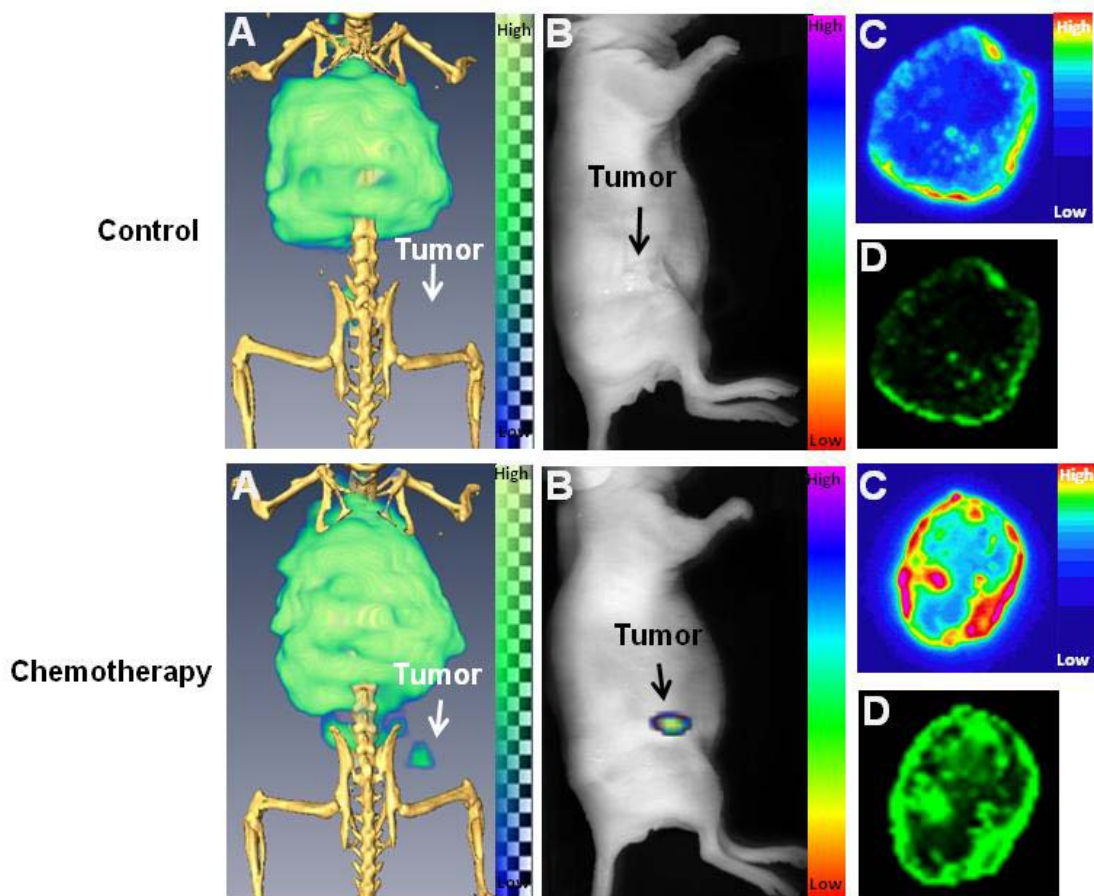 A
High
B
High
C
High
Tumor
Control
Tumor
Low
D
Low
Low
A
High
B
High
C
High
Tumor
Chemotherapy
Tumor
Low
D
Low
Low